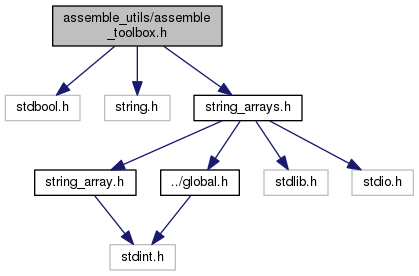 assemble_utils/assemble
_toolbox.h
stdbool.h
string.h
string_arrays.h
string_array.h
../global.h
stdlib.h
stdio.h
stdint.h